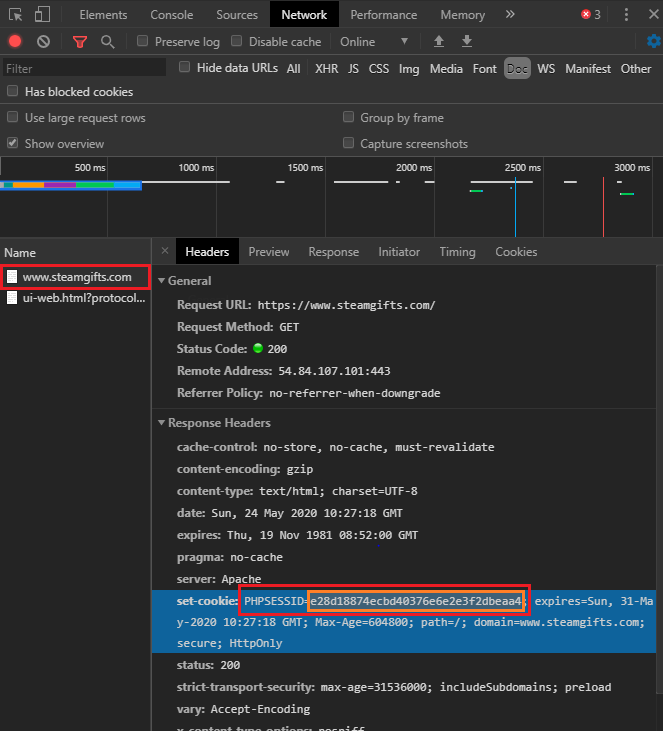 Elements Console Sources Network Performance Memory » 3
Preserve log Disable cache Online
Filter Hide data URLs All XHR JS CSS Img Media Font Doc WS Manifest Other
Has blocked cookies
Use large request rows Group by frame
Show overview Capture screenshots
500 ms 1000 ms 1500 ms 2000 ms 2500 ms 3000 ms
Name × Headers Preview Response Initiator Timing Cookies
www.steamgifts.com
ui-web.html?protocol...
General
Request URL: https://www.steamgifts.com/
Request Method: GET
Status Code: 200
Remote Address: 54.84.107.101:443
Referrer Policy: no-referrer-when-downgrade
Response Headers
cache-control: no-store, no-cache, must-revalidate
content-encoding: gzip
content-type: text/html; charset=UTF-8
date: Sun, 24 May 2020 10:27:18 GMT
expires: Thu, 19 Nov 1981 08:52:00 GMT
pragma: no-cache
server: Apache
set-cookie: PHPSESSID=e28d18874ecbd40376e6e2e3f2dbeaa4; expires=Sun, 31-Ma
y-2020 10:27:18 GMT; Max-Age=604800; path=/; domain=www.steamgifts.com;
secure; HttpOnly
status: 200
strict-transport-security: max-age=31536000; includeSubdomains; preload
vary: Accept-Encoding
x-content-type-options: nosniff